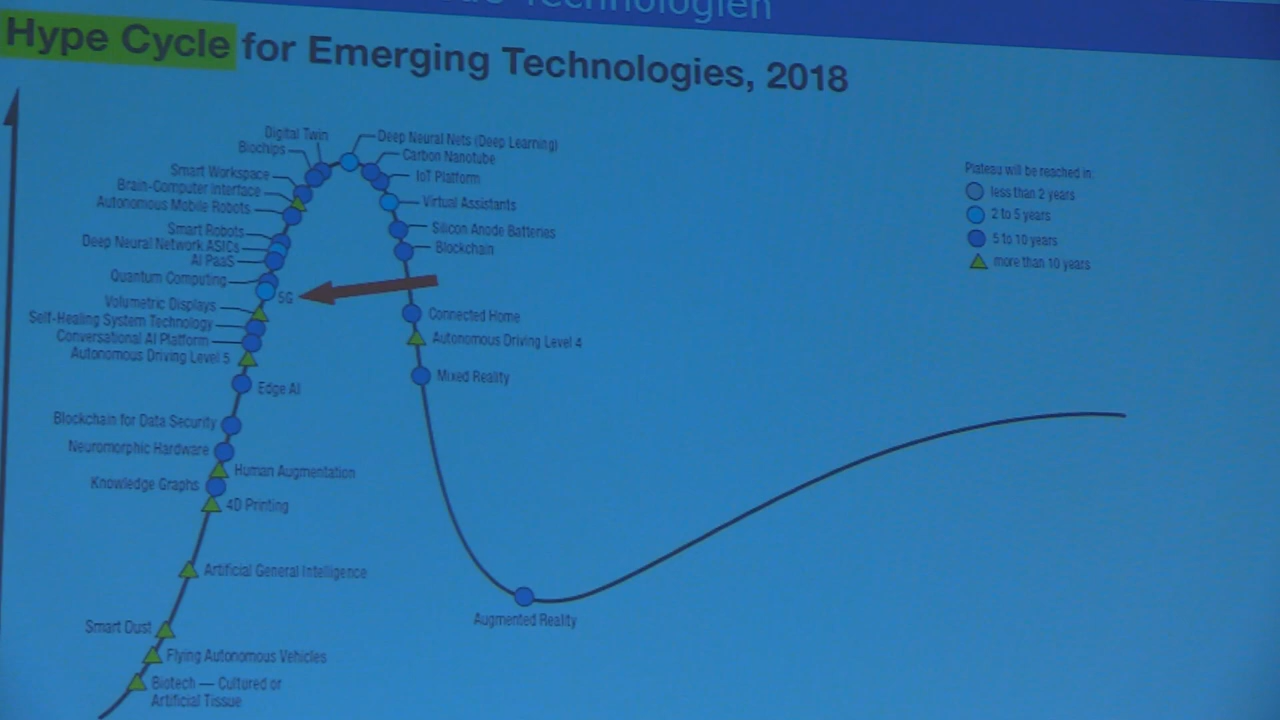 Technologien
Hype Cycle for Emerging Technologies, 2018
Digital Twin
Biochips
Smart Workspace
Brain-Computer Interface
Autonomous Mobile Robots
Smart Robots
Deep Neural Network ASICs
AI PaaS
Quantum Computing
5G
Volumetric Displays
Self-Healing System Technology
Conversational AI Platform
Autonomous Driving Level 5
Edge AI
Blockchain for Data Security
Neuromorphic Hardware
Human Augmentation
Knowledge Graphs
4D Printing
Artificial General Intelligence
Smart Dust
Flying Autonomous Vehicles
Biotech — Cultured or
Artificial Tissue
Deep Neural Nets (Deep Learning)
Carbon Nanotube
IoT Platform
Virtual Assistants
Silicon Anode Batteries
Blockchain
Connected Home
Autonomous Driving Level 4
Mixed Reality
Augmented Reality
Plateau will be reached in:
less than 2 years
2 to 5 years
5 to 10 years
more than 10 years